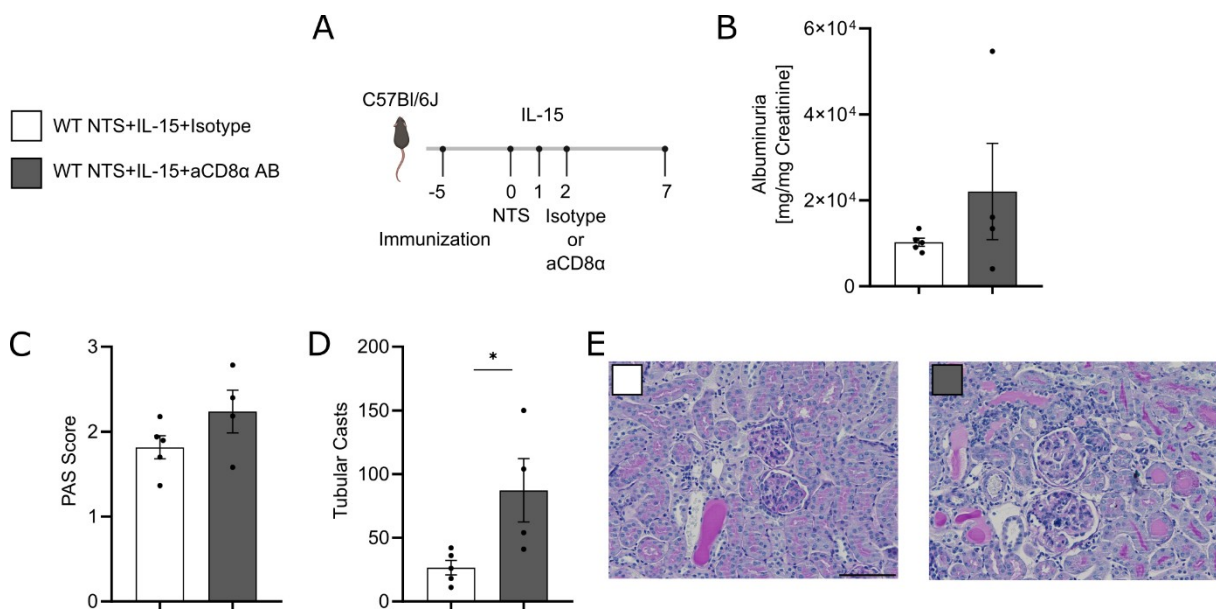 WT NTS+IL-15+Isotype
WT NTS+IL-15+aCD8α AB
A
C57Bl/6J
IL-15
-5
0
1
2
7
NTS
Isotype
or
aCD8α
Immunization
B
Albuminuria
[mg/mg Creatinine]
6×10⁴
4×10⁴
2×10⁴
0
C
PAS Score
3
2
1
0
D
Tubular Casts
200
150
100
50
0
*
E